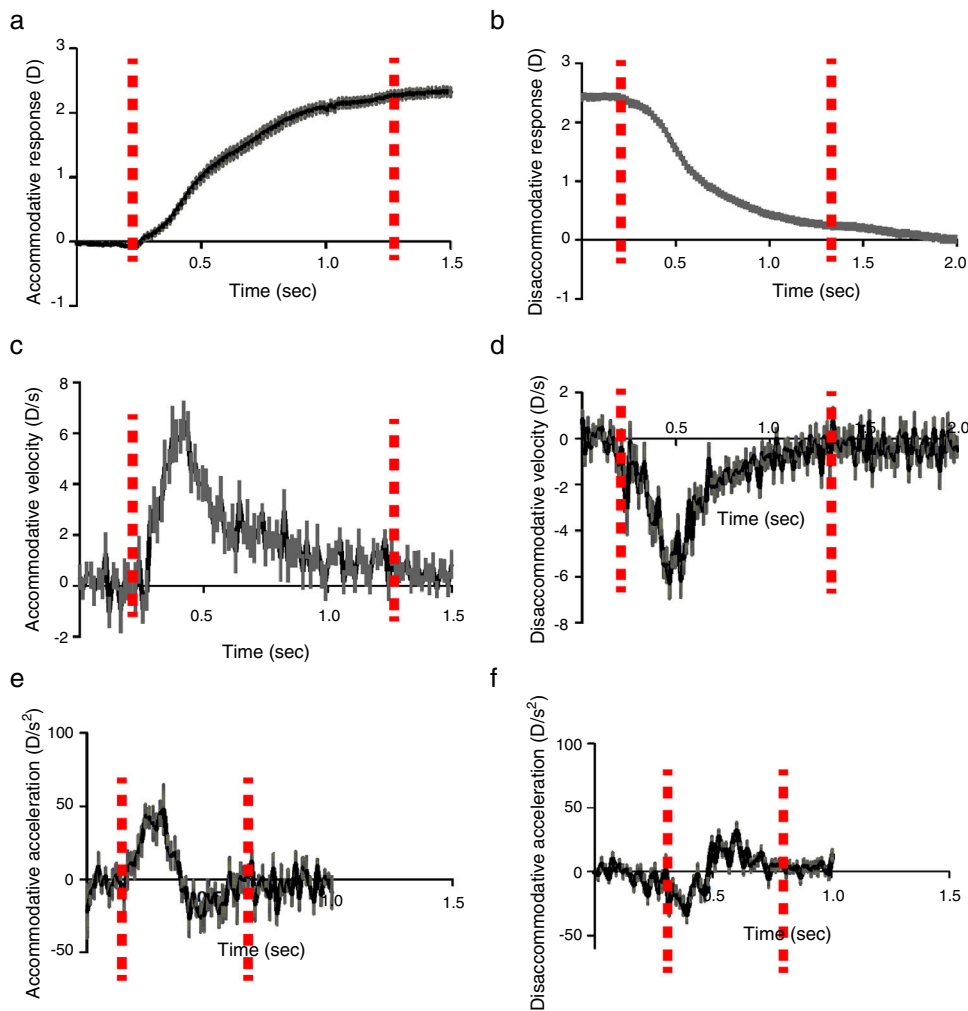 a
Accommodative response (D)
3
2
1
0
-1
0.5
1.0
1.5
Time (sec)
b
Disaccommodative response (D)
3
2
1
0
-1
0.5
1.0
1.5
2.0
Time (sec)
c
Accommodative velocity (D/s)
8
6
4
2
0
-2
0.5
1.0
1.5
Time (sec)
d
Disaccommodative velocity (D/s)
2
0
-2
-4
-6
-8
0.5
1.0
1.5
2.0
Time (sec)
e
Accommodative acceleration (D/s²)
100
50
0
-50
0.5
1.0
1.5
Time (sec)
f
Disaccommodative acceleration (D/s²)
100
50
0
-50
0.5
1.0
1.5
Time (sec)